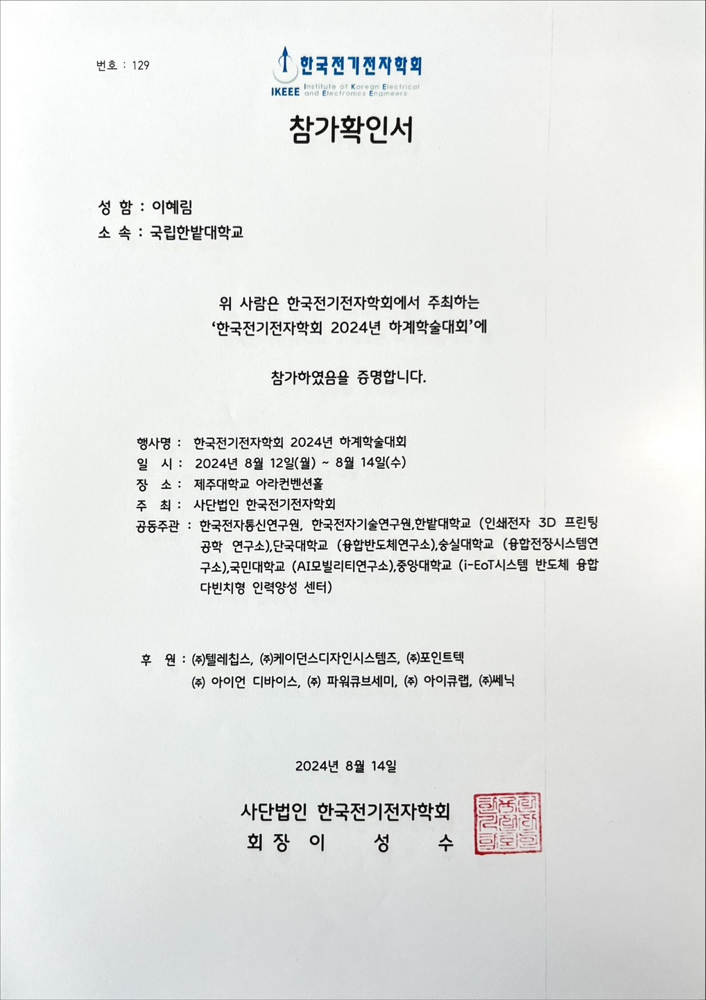 번호 : 129
한국전기전자학회
IKEEE Institute of Korean Electrical
and Electronics Engineers
참가확인서
성 함 : 이혜림
소 속 : 국립한밭대학교
위 사람은 한국전기전자학회에서 주최하는
‘한국전기전자학회 2024년 하계학술대회’에
참가하였음을 증명합니다.
행사명 : 한국전기전자학회 2024년 하계학술대회
일 시 : 2024년 8월 12일(월) ~ 8월 14일(수)
장 소 : 제주대학교 아라컨벤션홀
주 최 : 사단법인 한국전기전자학회
공동주관 : 한국전자통신연구원, 한국전자기술연구원,한밭대학교 (인쇄전자 3D 프린팅
공학 연구소),단국대학교 (융합반도체연구소),숭실대학교 (융합전장시스템연
구소),국민대학교 (AI모빌리티연구소),중앙대학교 (i-EoT시스템 반도체 융합
다빈치형 인력양성 센터)
후 원 : ㈜텔레칩스, ㈜케이던스디자인시스템즈, ㈜포인트텍
㈜ 아이언 디바이스, ㈜ 파워큐브세미, ㈜ 아이큐랩, ㈜쎄닉
2024년 8월 14일
사단법인 한국전기전자학회
회 장 이 성 수